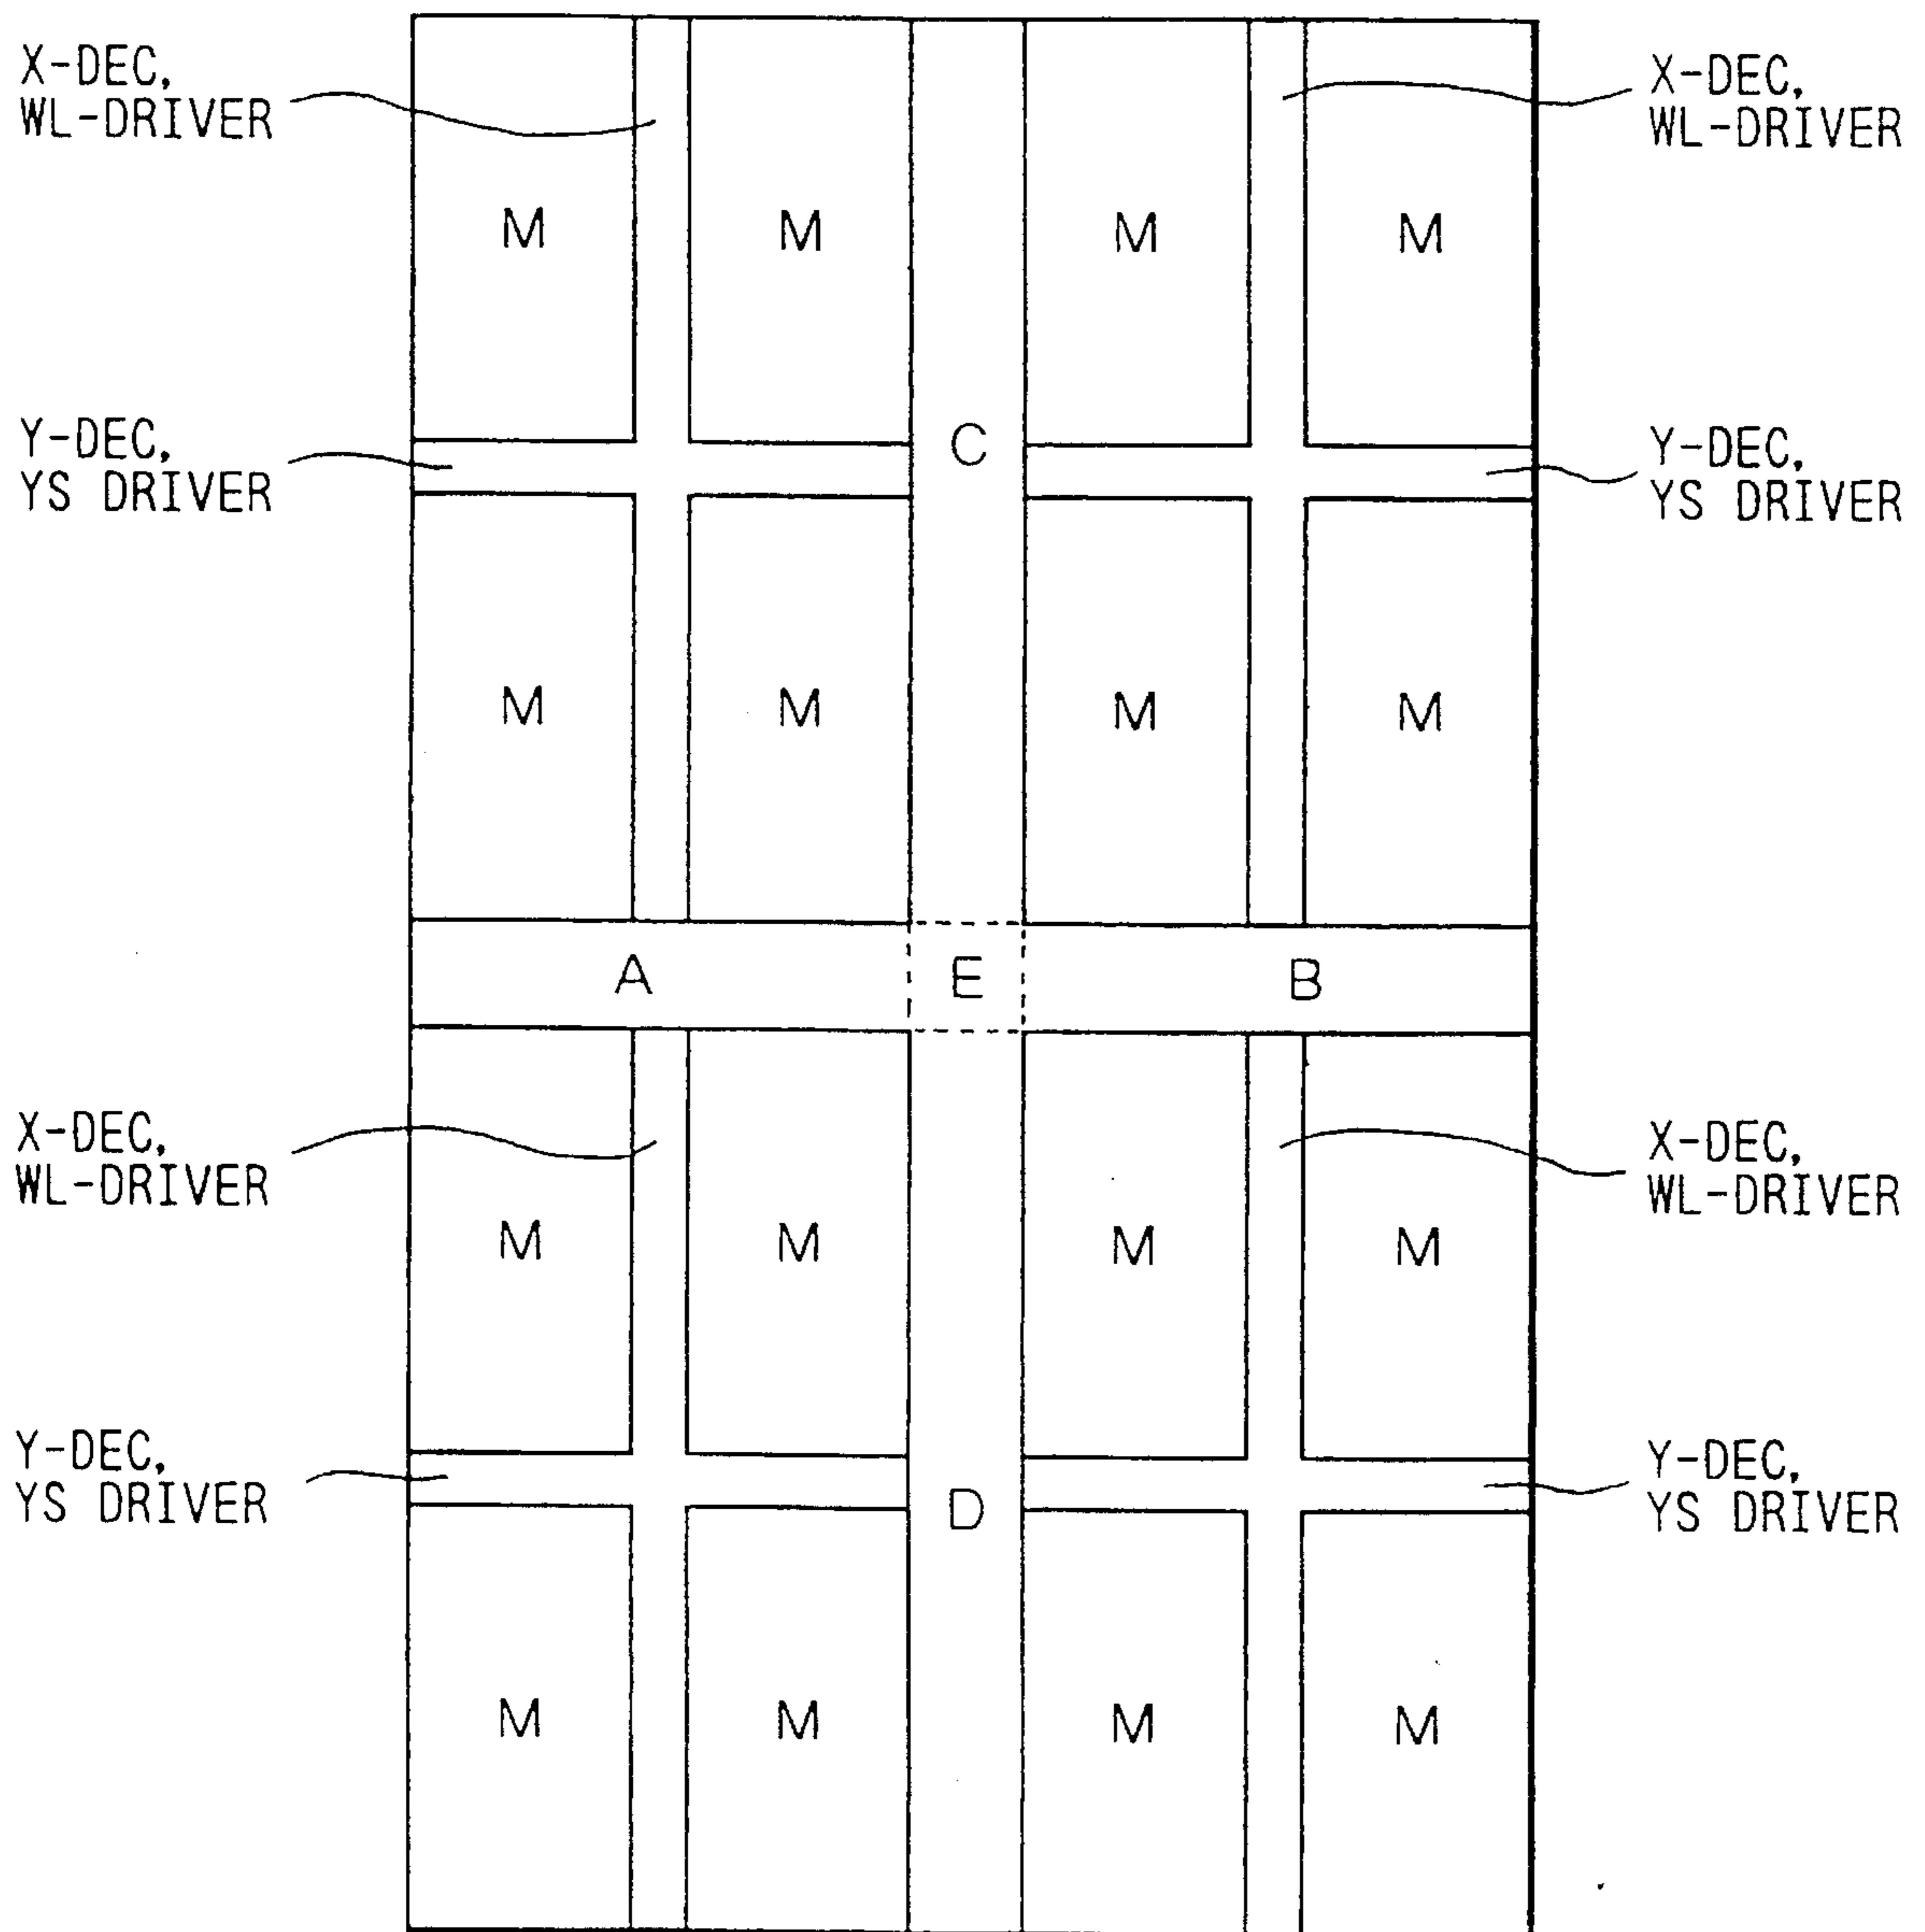 X-DEC,
WL-DRIVER
X-DEC,
WL-DRIVER
M M M M
Y-DEC,
YS DRIVER
C
Y-DEC,
YS DRIVER
M M M M
A E B
X-DEC,
WL-DRIVER
X-DEC,
WL-DRIVER
M M M M
Y-DEC,
YS DRIVER
D
Y-DEC,
YS DRIVER
M M M M